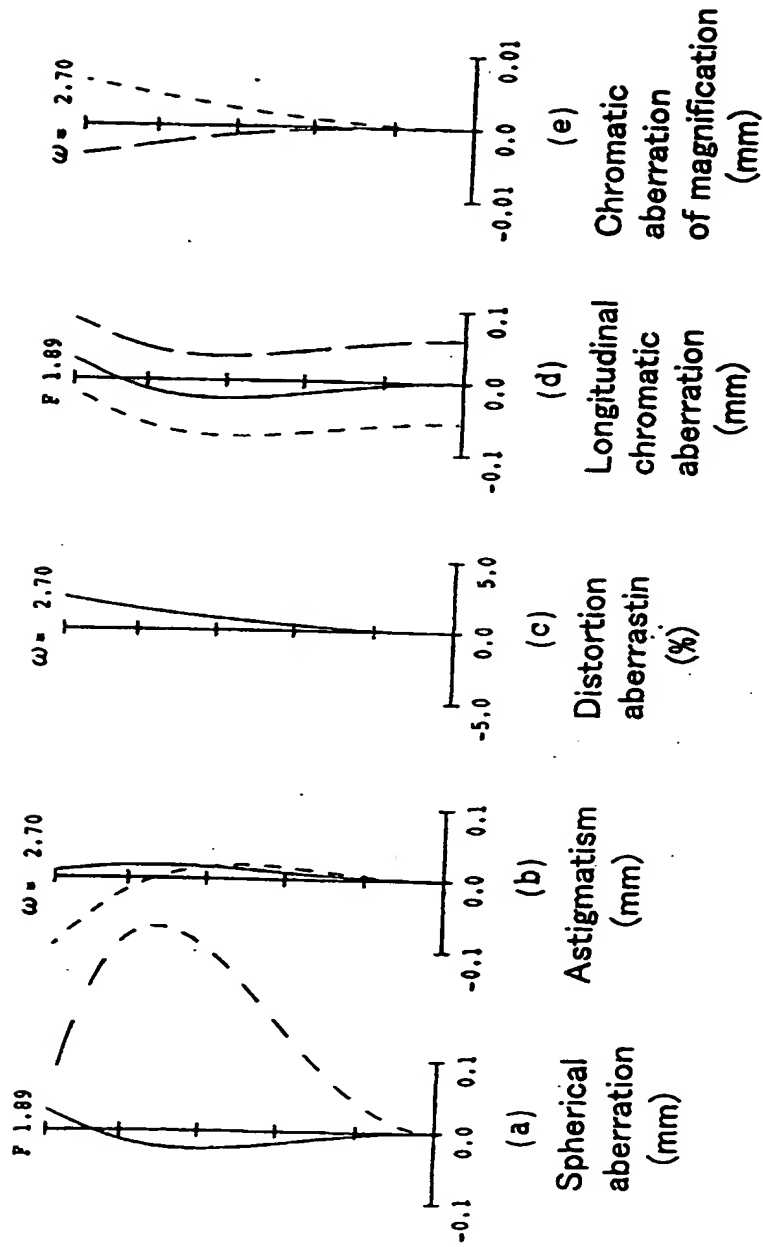 F 1.89
-0.1
0.0
0.1
(a)
Spherical
aberration
(mm)
ω= 2.70
-0.1
0.0
0.1
(b)
Astigmatism
(mm)
ω= 2.70
-5.0
0.0
5.0
(c)
Distortion
aberrastin
(%)
F 1.89
-0.1
0.0
0.1
(d)
Longitudinal
chromatic
aberration
(mm)
ω= 2.70
-0.01
0.0
0.01
(e)
Chromatic
aberration
of magnification
(mm)